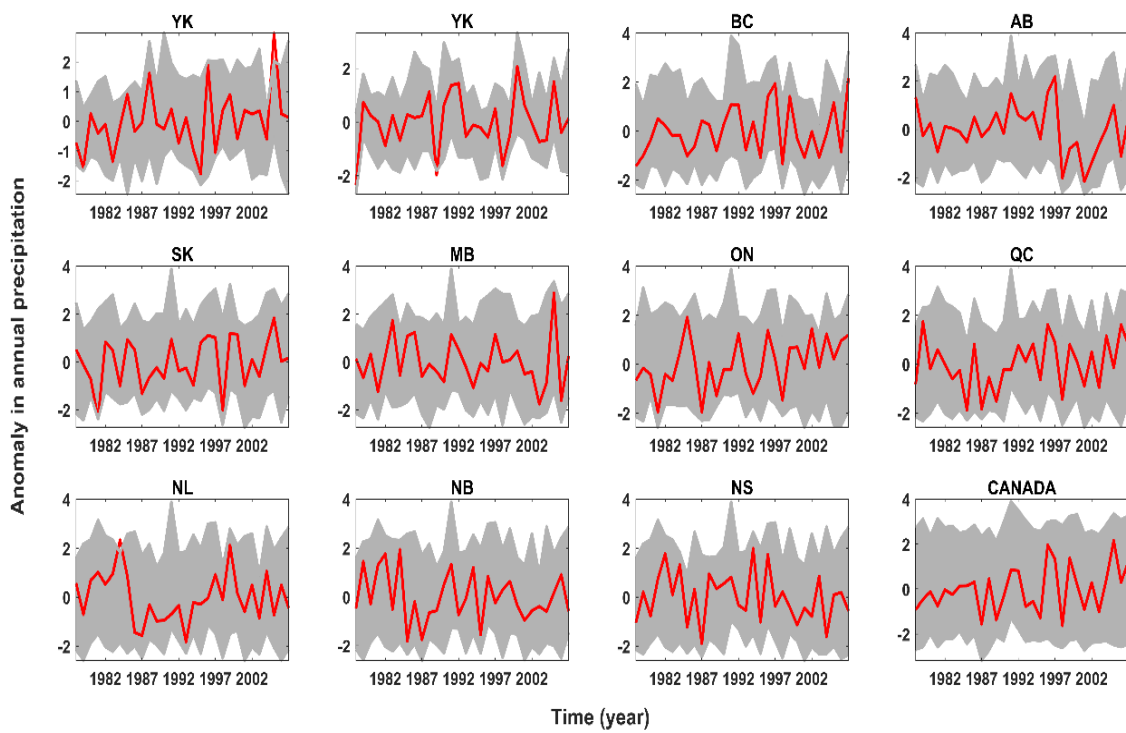 YK YK BC AB
2 1 0 -1 -2
2 0 -2
4 2 0 -2
4 2 0 -2
1982 1987 1992 1997 2002 1982 1987 1992 1997 2002 1982 1987 1992 1997 2002 1982 1987 1992 1997 2002
Anomaly in annual precipitation
SK MB ON QC
4 2 0 -2
4 2 0 -2
4 2 0 -2
4 2 0 -2
1982 1987 1992 1997 2002 1982 1987 1992 1997 2002 1982 1987 1992 1997 2002 1982 1987 1992 1997 2002
NL NB NS CANADA
4 2 0 -2
4 2 0 -2
4 2 0 -2
4 2 0 -2
1982 1987 1992 1997 2002 1982 1987 1992 1997 2002 1982 1987 1992 1997 2002 1982 1987 1992 1997 2002
Time (year)